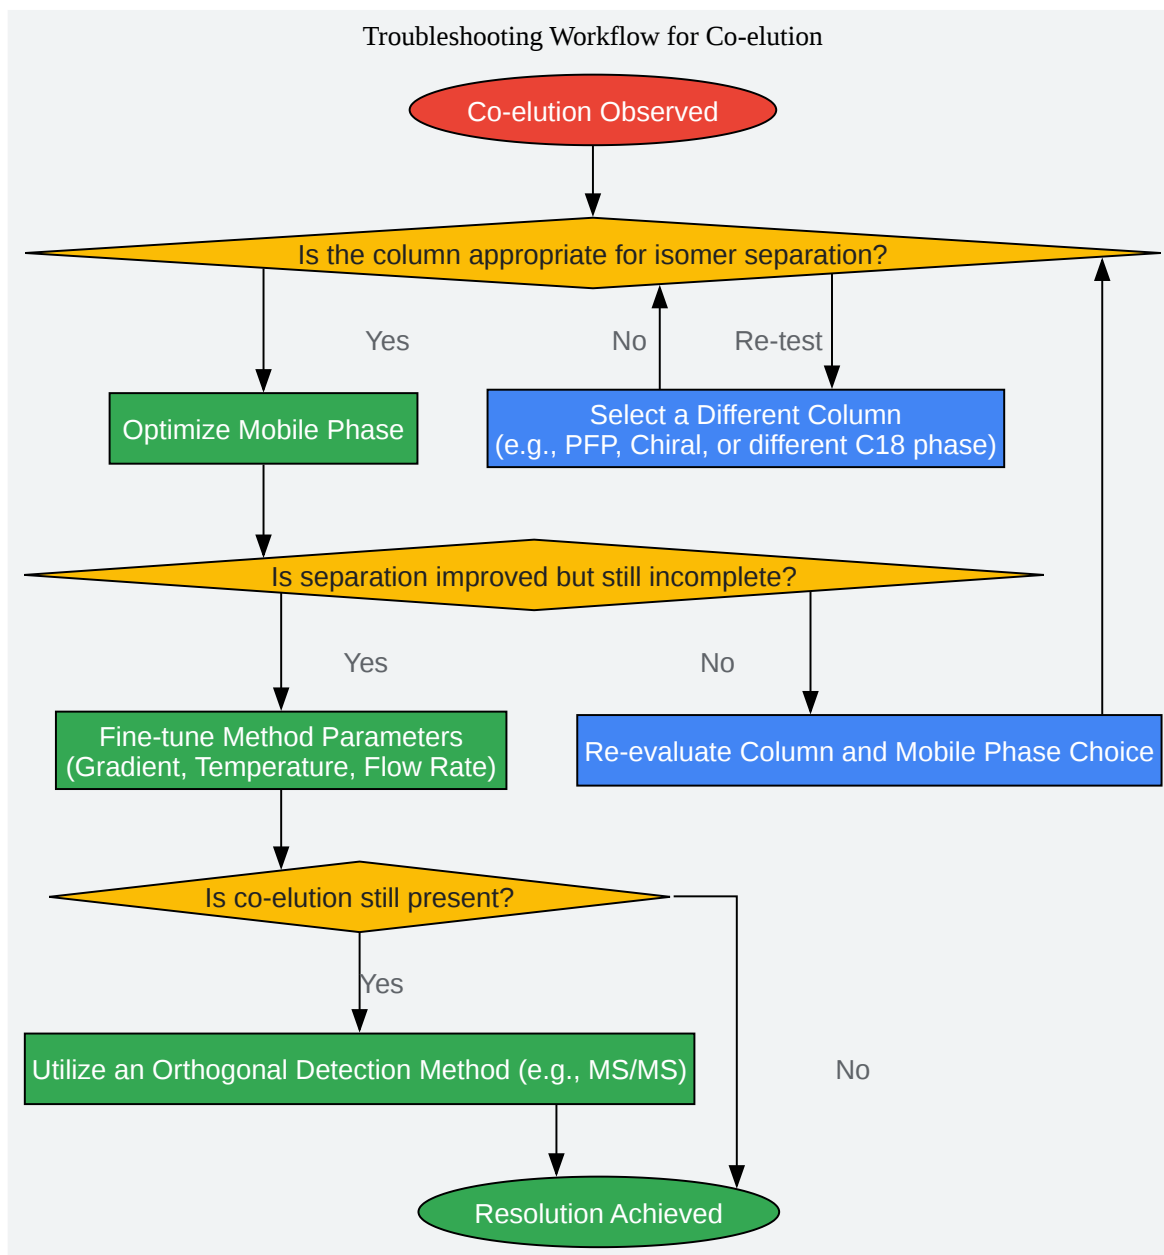 Troubleshooting Workflow for Co-elution
Co-elution Observed
Is the column appropriate for isomer separation?
Yes
No
Re-test
Optimize Mobile Phase
Select a Different Column
(e.g., PFP, Chiral, or different C18 phase)
Is separation improved but still incomplete?
Yes
No
Fine-tune Method Parameters
(Gradient, Temperature, Flow Rate)
Re-evaluate Column and Mobile Phase Choice
Is co-elution still present?
Yes
Utilize an Orthogonal Detection Method (e.g., MS/MS)
No
Resolution Achieved